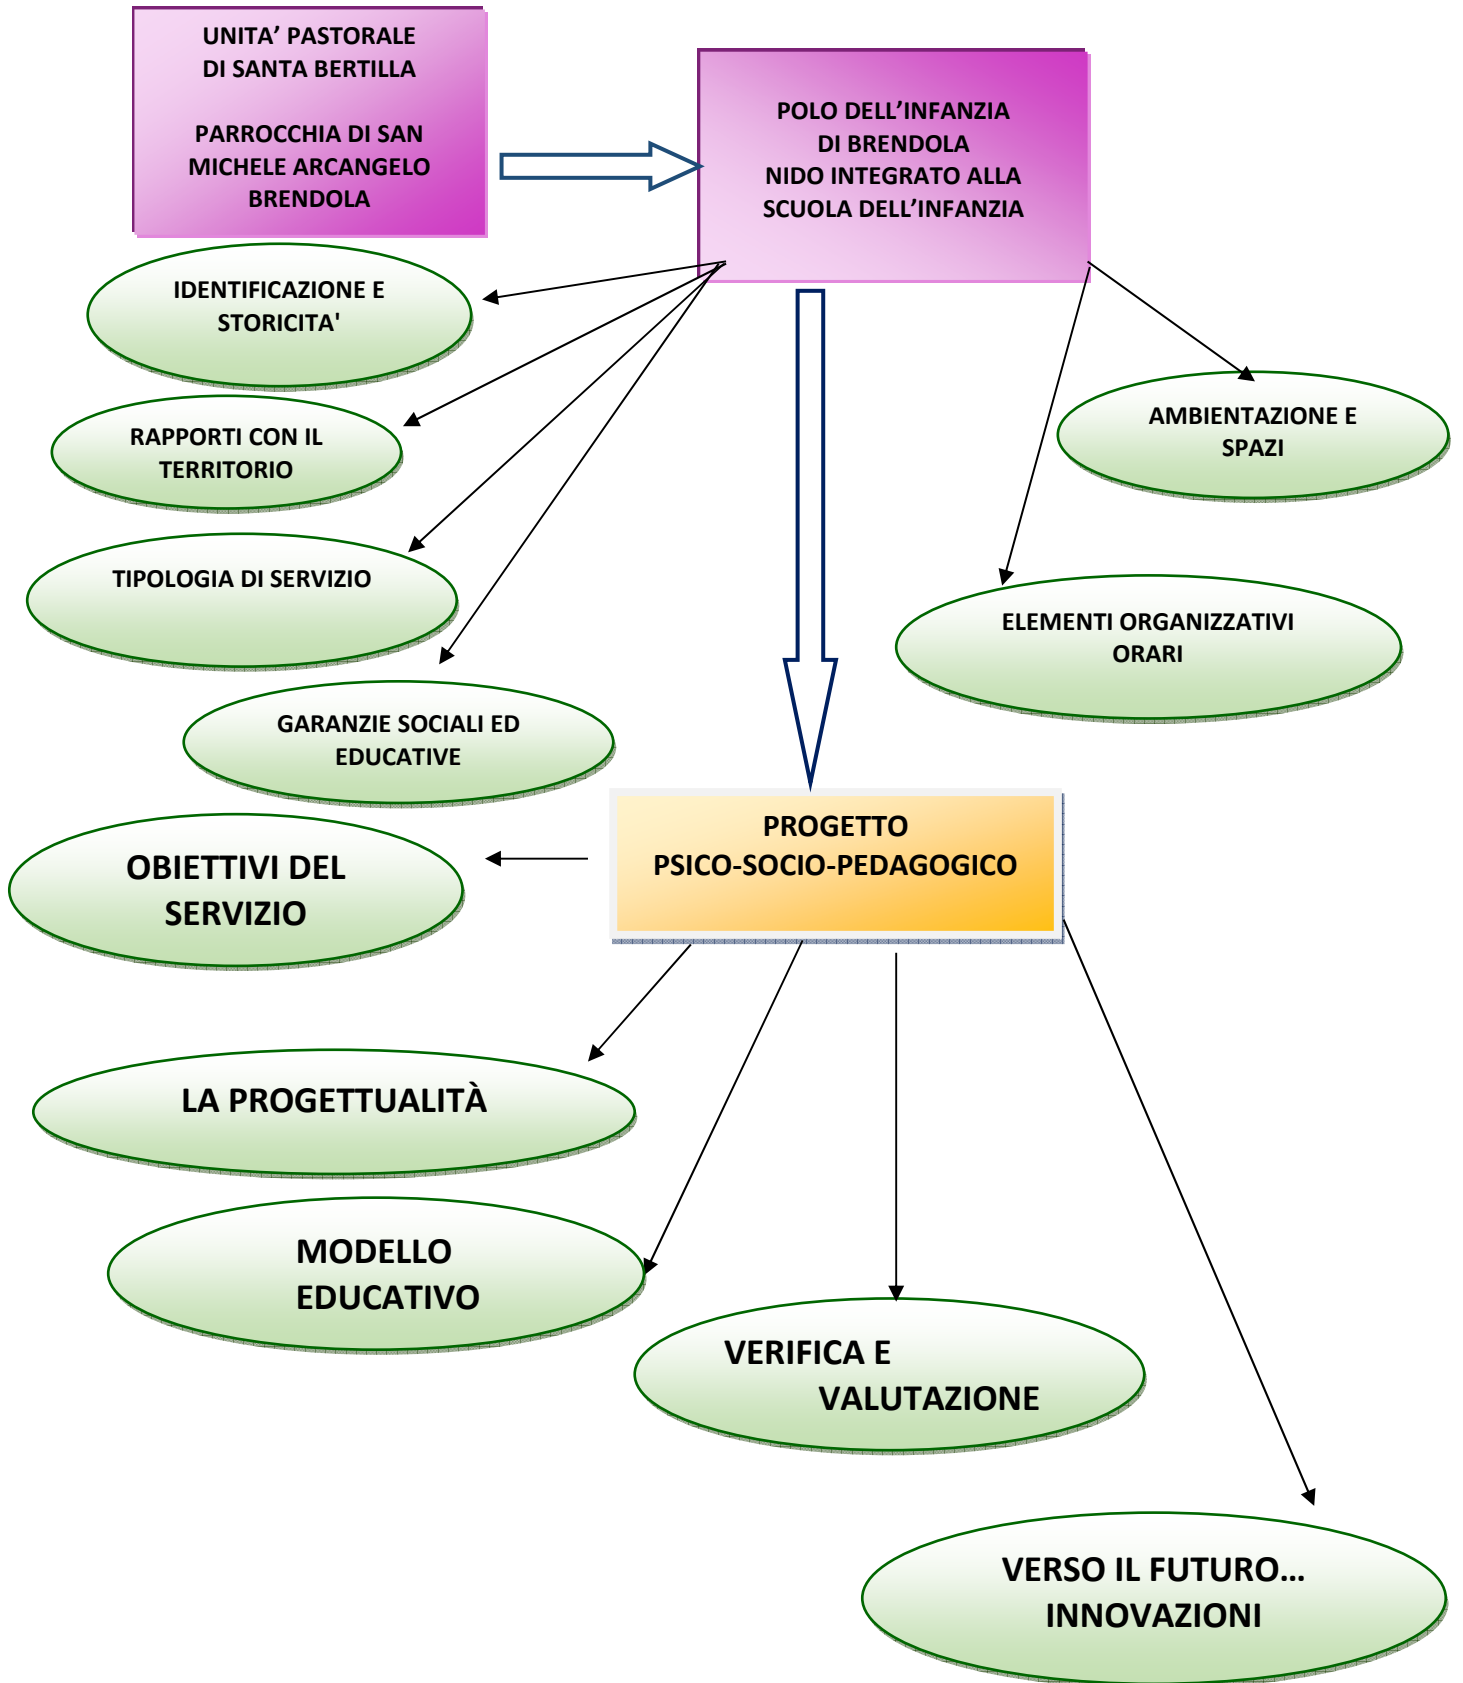 UNITA’ PASTORALE
DI SANTA BERTILLA
PARROCCHIA DI SAN
MICHELE ARCANGELO
BRENDOLA
POLO DELL’INFANZIA
DI BRENDOLA
NIDO INTEGRATO ALLA
SCUOLA DELL’INFANZIA
IDENTIFICAZIONE E
STORICITA'
RAPPORTI CON IL
TERRITORIO
AMBIENTAZIONE E
SPAZI
TIPOLOGIA DI SERVIZIO
ELEMENTI ORGANIZZATIVI
ORARI
GARANZIE SOCIALI ED
EDUCATIVE
PROGETTO
PSICO-SOCIO-PEDAGOGICO
OBIETTIVI DEL
SERVIZIO
LA PROGETTUALITÀ
MODELLO
EDUCATIVO
VERIFICA E
VALUTAZIONE
VERSO IL FUTURO…
INNOVAZIONI